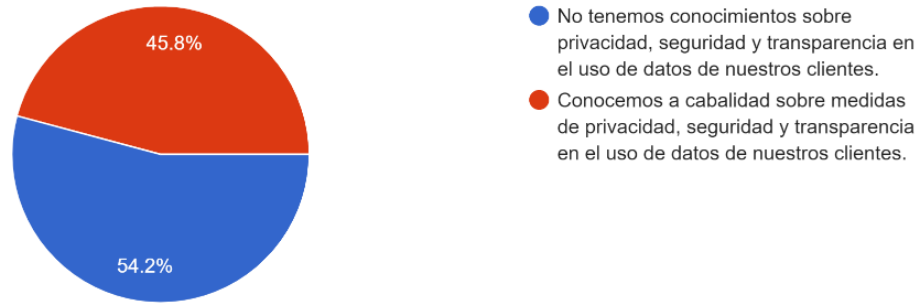 45.8%
54.2%
No tenemos conocimientos sobre
privacidad, seguridad y transparencia en
el uso de datos de nuestros clientes.
Conocemos a cabalidad sobre medidas
de privacidad, seguridad y transparencia
en el uso de datos de nuestros clientes.